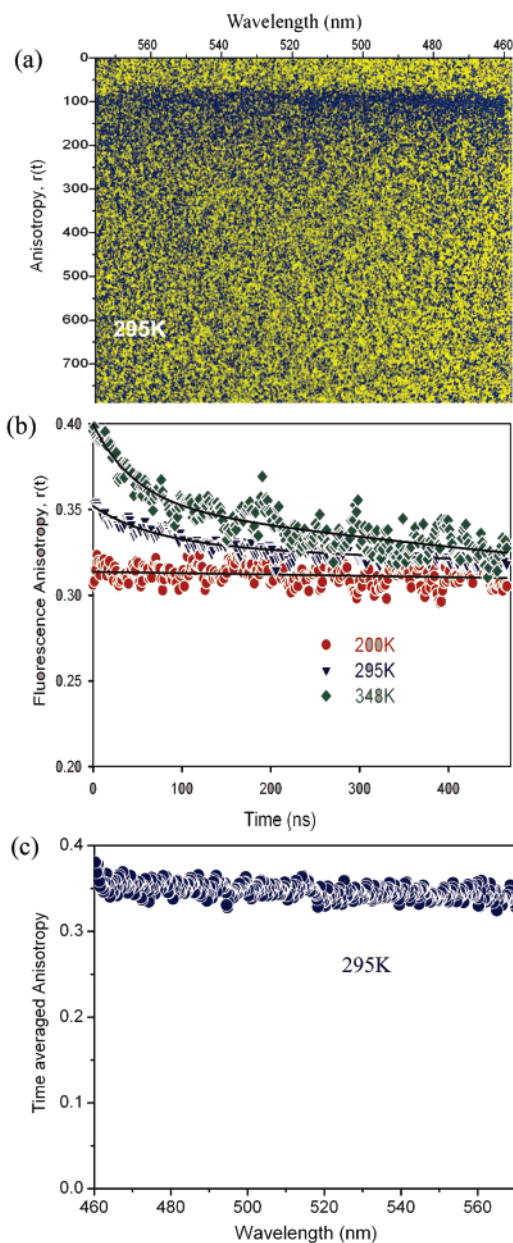 Wavelength (nm)
(a)
560 540 520 500 480 460
0
100
200
300
400
500
600
700
Anisotropy, r(t)
295K
(b)
0.40
0.35
0.30
0.25
0.20
Fluorescence Anisotropy, r(t)
200K
295K
348K
0 100 200 300 400
Time (ns)
(c)
0.4
0.3
0.2
0.1
0.0
Time averaged Anisotropy
295K
460 480 500 520 540 560
Wavelength (nm)